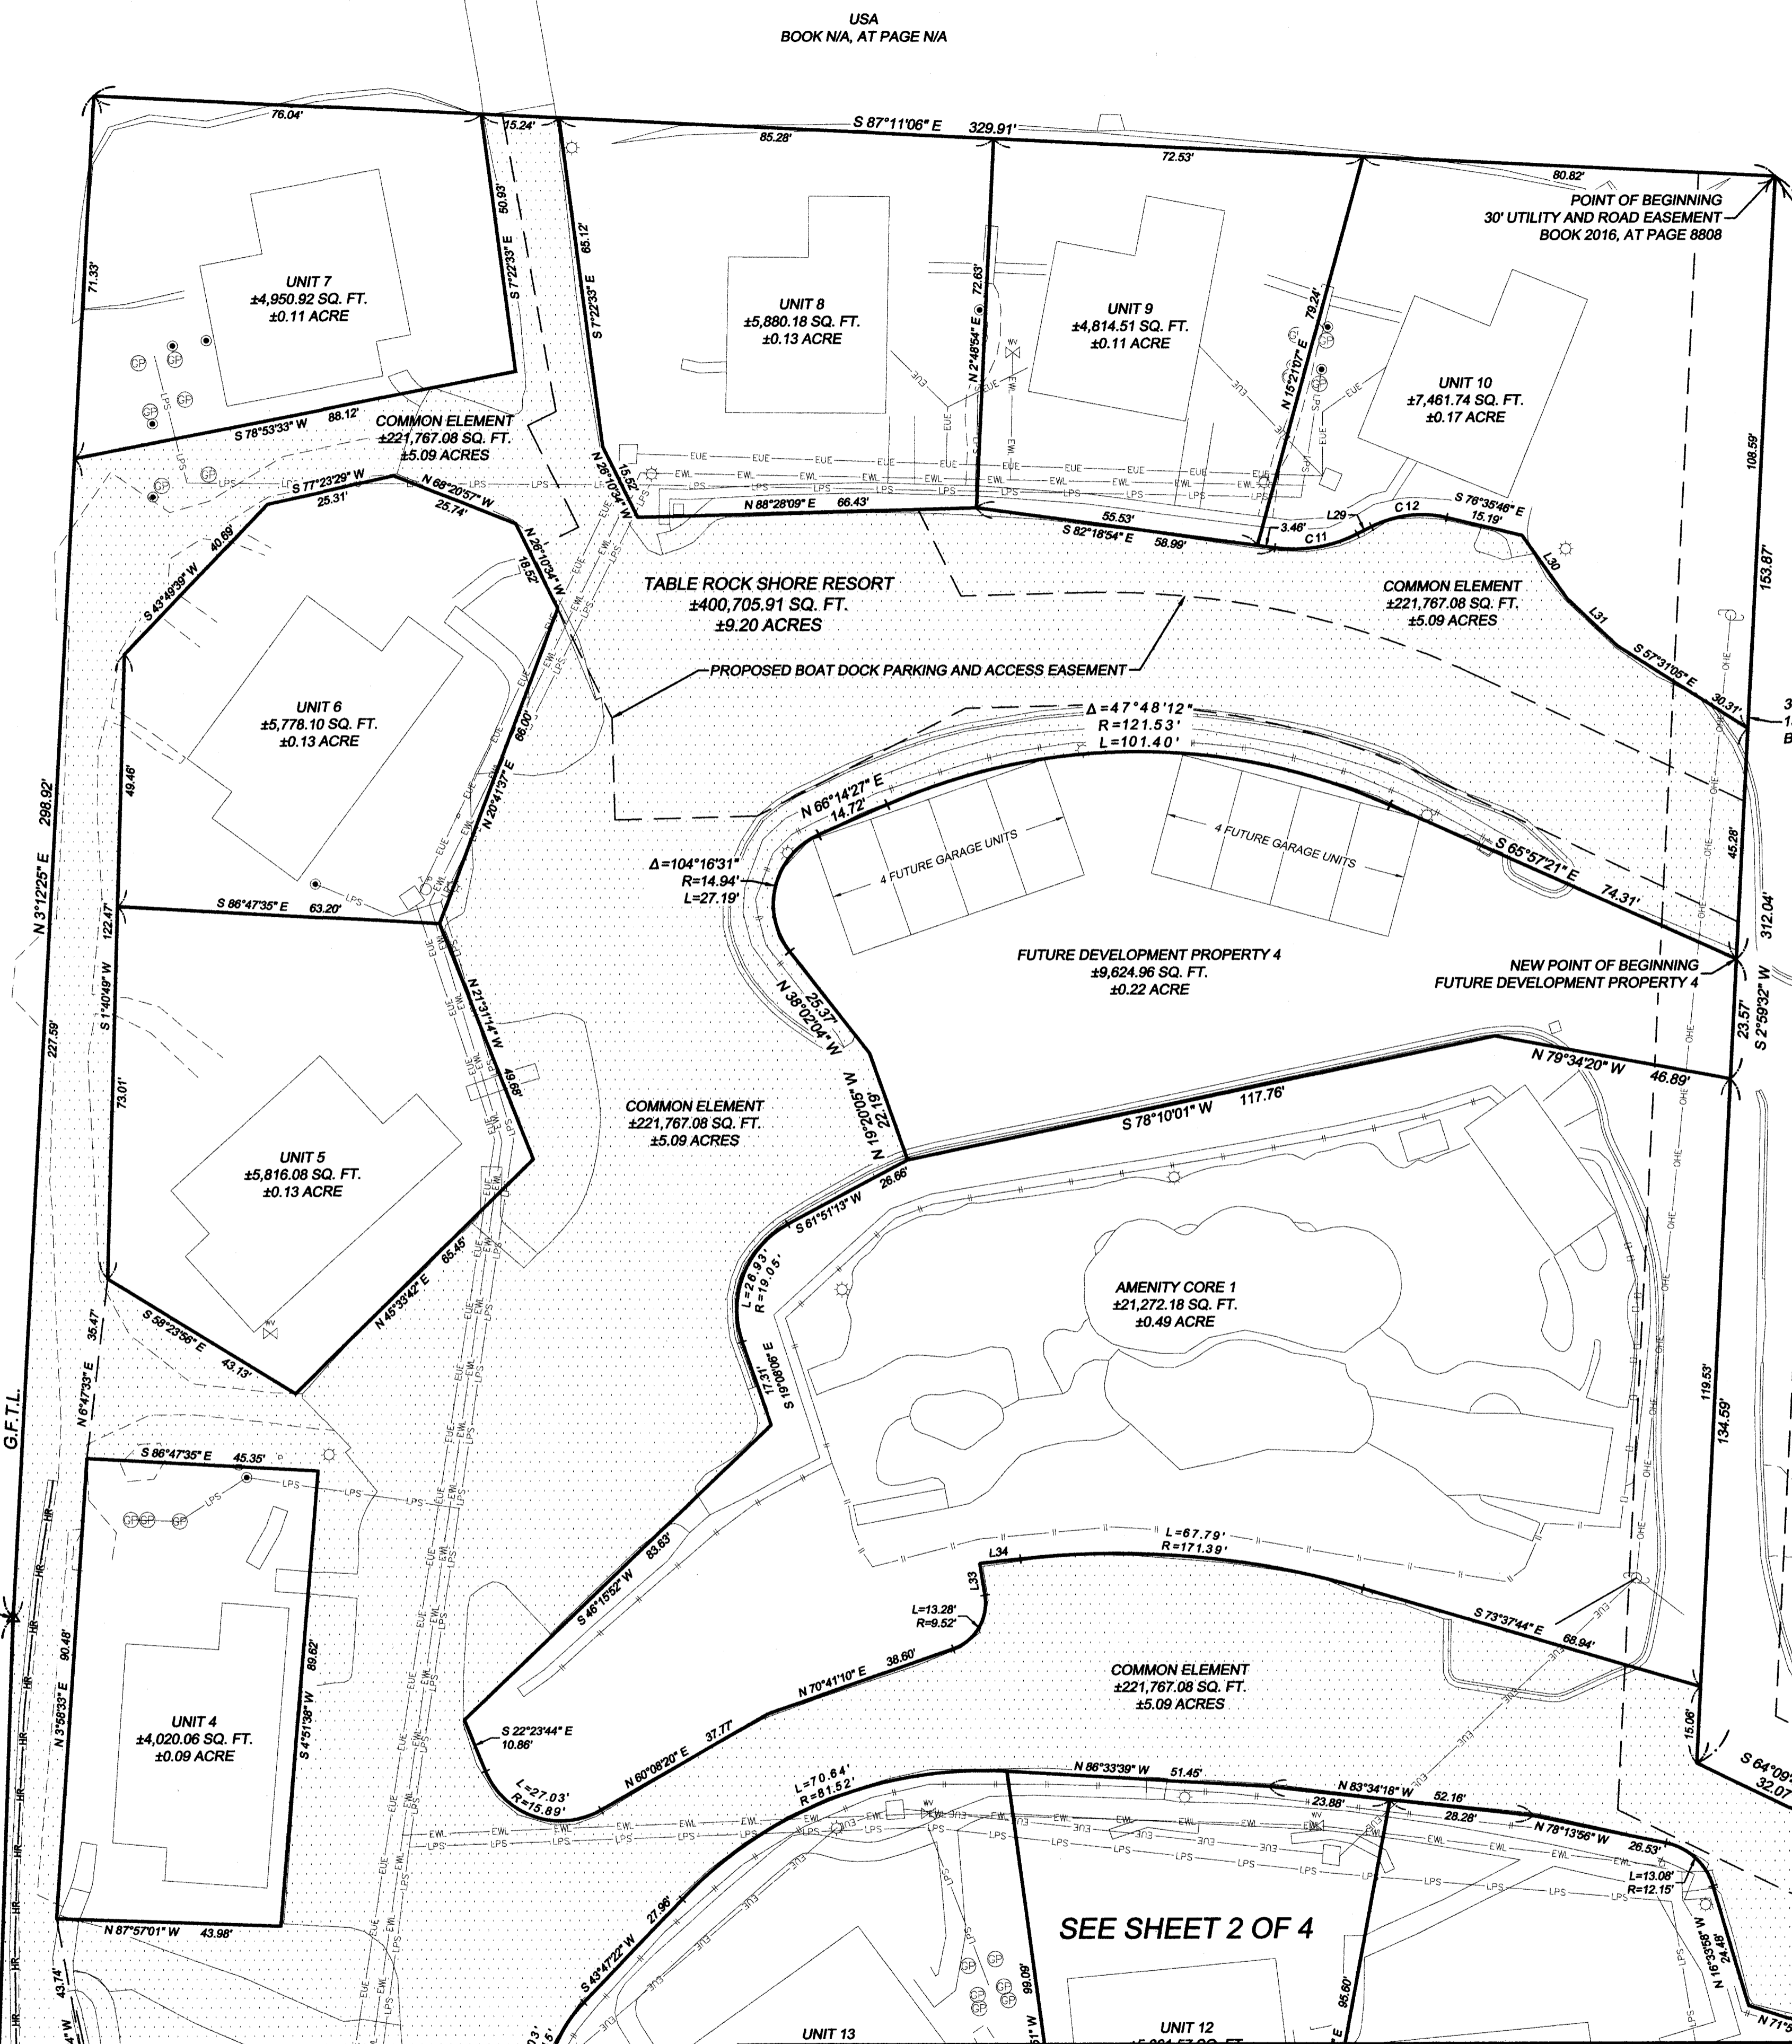 USA
BOOK N/A, AT PAGE N/A
76.04'
15.24'
S 87°11'06" E 329.91'
85.28'
72.53'
80.82'
POINT OF BEGINNING
30' UTILITY AND ROAD EASEMENT
BOOK 2016, AT PAGE 8808
71.33'
UNIT 7
±4,950.92 SQ. FT.
±0.11 ACRE
S 7°22'33" E 50.93'
S 7°22'33" E 65.12'
UNIT 8
±5,880.18 SQ. FT.
±0.13 ACRE
N 2°48'54" E 72.63'
UNIT 9
±4,814.51 SQ. FT.
±0.11 ACRE
N 15°21'07" E 79.24'
UNIT 10
±7,461.74 SQ. FT.
±0.17 ACRE
108.59'
S 78°53'33" W 88.12'
COMMON ELEMENT
±221,767.08 SQ. FT.
±5.09 ACRES
S 77°23'29" W
25.31'
N 68°20'57" W
25.74'
N 26°10'34" W
15.52'
N 88°28'09" E 66.43'
55.53'
S 82°18'54" E 58.99'
3.46'
L29
C11
C12
S 76°35'46" E
15.19'
L30
L31
S 57°31'05" E
30.31'
153.87'
40.69'
S 43°49'39" W
N 26°10'34" W
18.52'
TABLE ROCK SHORE RESORT
±400,705.91 SQ. FT.
±9.20 ACRES
COMMON ELEMENT
±221,767.08 SQ. FT.
±5.09 ACRES
PROPOSED BOAT DOCK PARKING AND ACCESS EASEMENT
UNIT 6
±5,778.10 SQ. FT.
±0.13 ACRE
49.46'
N 20°41'37" E 66.00'
N 3°12'25" E 298.92'
Δ=47°48'12"
R=121.53'
L=101.40'
N 66°14'27" E
14.72'
Δ=104°16'31"
R=14.94'
L=27.19'
4 FUTURE GARAGE UNITS
4 FUTURE GARAGE UNITS
S 65°57'21" E
74.31'
45.28'
312.04'
S 2°59'32" W
S 86°47'35" E 63.20'
122.47'
S 1°40'49" W
227.59'
FUTURE DEVELOPMENT PROPERTY 4
±9,624.96 SQ. FT.
±0.22 ACRE
NEW POINT OF BEGINNING
FUTURE DEVELOPMENT PROPERTY 4
23.57'
25.37'
N 38°02'04" W
N 21°31'14" W
49.68'
N 19°20'05" W
22.19'
N 79°34'20" W 46.89'
S 78°10'01" W 117.76'
73.01'
COMMON ELEMENT
±221,767.08 SQ. FT.
±5.09 ACRES
UNIT 5
±5,816.08 SQ. FT.
±0.13 ACRE
S 61°51'13" W 26.66'
L=26.93'
R=19.05'
N 45°33'42" E 65.45'
S 58°23'56" E
43.13'
AMENITY CORE 1
±21,272.18 SQ. FT.
±0.49 ACRE
17.31'
S 19°08'06" E
119.53'
134.59'
N 6°47'33" E 35.47'
G.F.T.L.
S 86°47'35" E 45.35'
S 46°15'52" W 83.63'
L34
L33
L=67.79'
R=171.39'
L=13.28'
R=9.52'
S 73°37'44" E
68.94'
N 70°41'10" E 38.60'
COMMON ELEMENT
±221,767.08 SQ. FT.
±5.09 ACRES
N 3°58'33" E 90.48'
UNIT 4
±4,020.06 SQ. FT.
±0.09 ACRE
S 4°51'38" W 89.62'
S 22°23'44" E
10.86'
N 60°08'20" E 37.77'
15.06'
L=27.03'
R=15.89'
L=70.64'
R=81.52'
N 86°33'39" W 51.45'
N 83°34'18" W 52.16'
23.88'
28.28'
N 78°13'56" W
26.53'
L=13.08'
R=12.15'
S 64°09'
32.07
27.96'
S 43°47'22" W
N 87°57'01" W 43.98'
43.74'
SEE SHEET 2 OF 4
99.09'
95.60'
N 16°33'58" W
24.48'
UNIT 13
UNIT 12